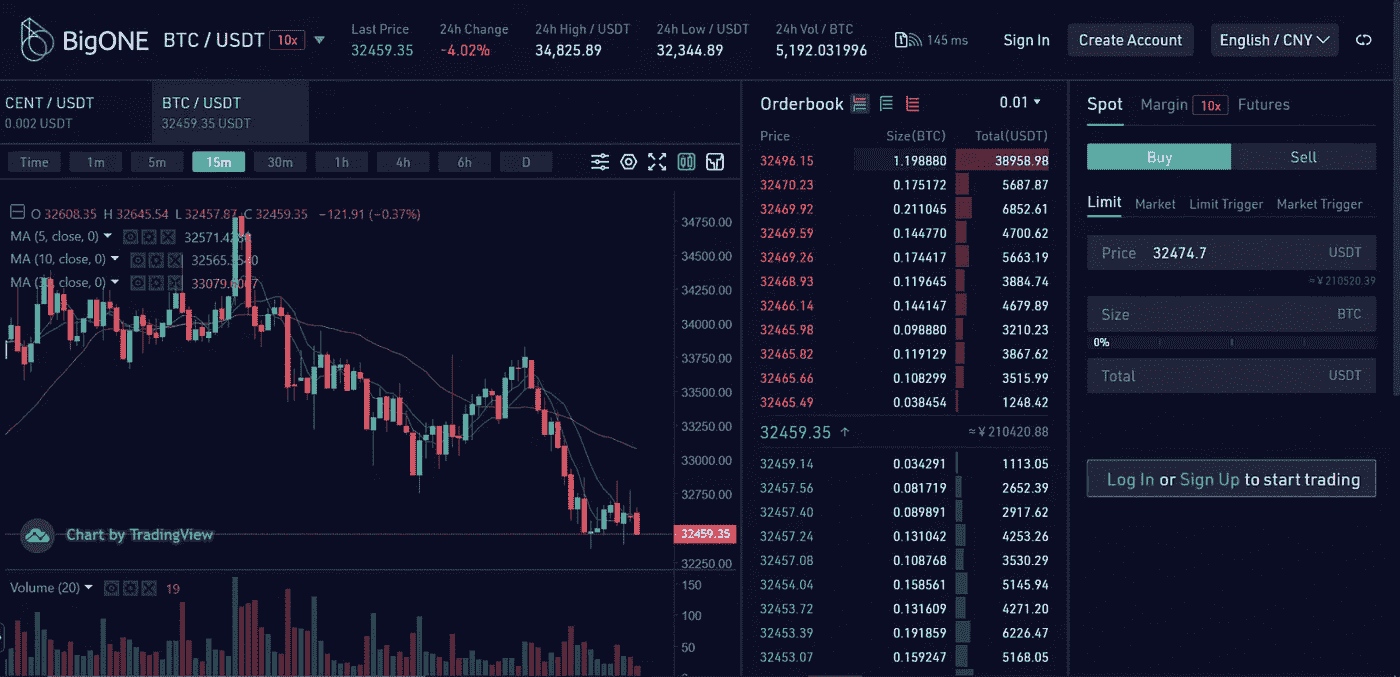 BigONE BTC / USDT 10x
Last Price 24h Change 24h High / USDT 24h Low / USDT 24h Vol / BTC
32459.35 -4.02% 34,825.89 32,344.89 5,192.031996
145 ms
Sign In Create Account English / CNY
CENT / USDT
0.002 USDT
BTC / USDT
32459.35 USDT
Time 1m 5m 15m 30m 1h 4h 6h D
O 32608.35 H 32645.54 L 32457.87 C 32459.35 −121.91 (−0.37%)
MA (5, close, 0)
MA (10, close, 0)
close, 0)
34750.00
34500.00
34250.00
34000.00
33750.00
33500.00
33250.00
33000.00
32750.00
32459.35
32250.00
Chart by TradingView
Volume (20) 19
150
100
50
Orderbook 0.01
Price Size(BTC) Total(USDT)
32496.15 1.198880 38958.98
32470.23 0.175172 5687.87
32469.92 0.211045 6852.61
32469.59 0.144770 4700.62
32469.26 0.174417 5663.19
32468.93 0.119645 3884.74
32466.14 0.144147 4679.89
32465.98 0.098880 3210.23
32465.82 0.119129 3867.62
32465.66 0.108299 3515.99
32465.49 0.038454 1248.42
32459.35 ↑ ≈ ¥ 210420.88
32459.14 0.034291 1113.05
32457.56 0.081719 2652.39
32457.40 0.089891 2917.62
32457.24 0.131042 4253.26
32457.08 0.108768 3530.29
32454.04 0.158561 5145.94
32453.72 0.131609 4271.20
32453.39 0.191859 6226.47
32453.07 0.159247 5168.05
Spot Margin 10x Futures
Buy Sell
Limit Market Limit Trigger Market Trigger
Price 32474.7 USDT
≈ ¥ 210520.39
Size BTC
0%
Total USDT
Log In or Sign Up to start trading